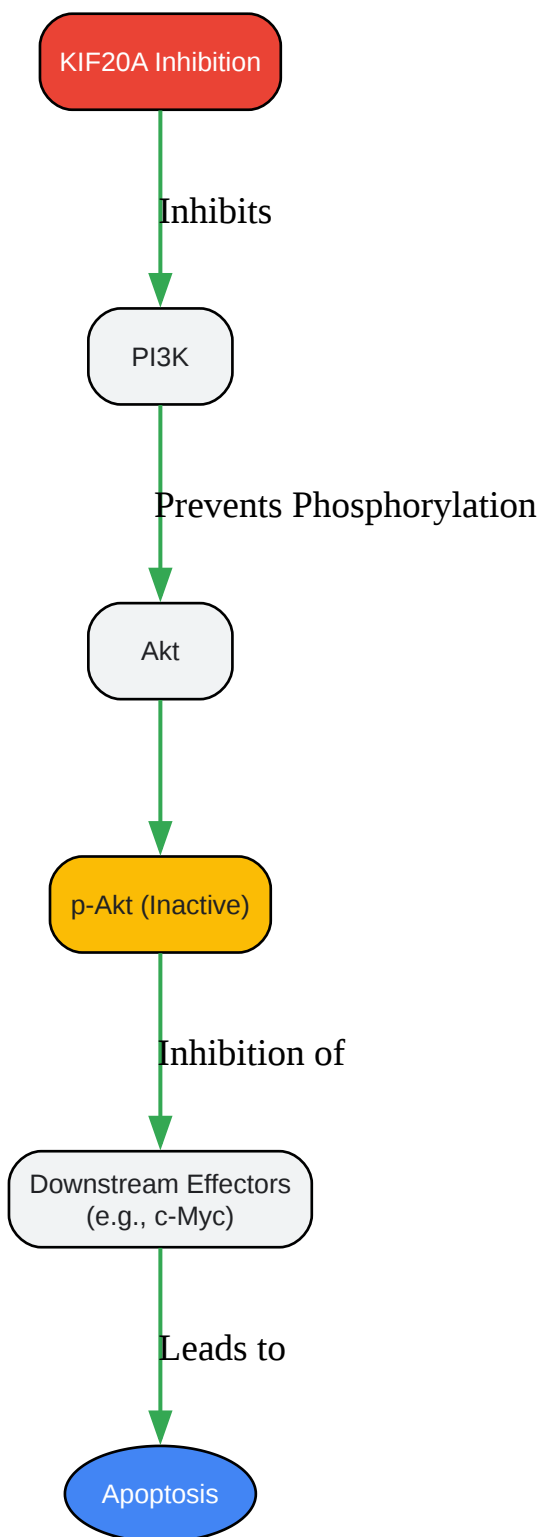 KIF20A Inhibition
Inhibits
PI3K
Prevents Phosphorylation
Akt
p-Akt (Inactive)
Inhibition of
Downstream Effectors
(e.g., c-Myc)
Leads to
Apoptosis